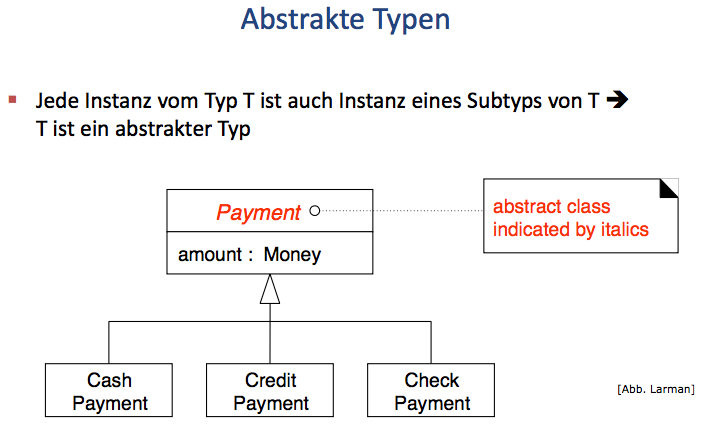 Abstrakte Typen
Jede Instanz vom Typ T ist auch Instanz eines Subtyps von T ➔
T ist ein abstrakter Typ
Payment
abstract class
indicated by italics
amount : Money
Cash
Payment
Credit
Payment
Check
Payment
[Abb. Larman]